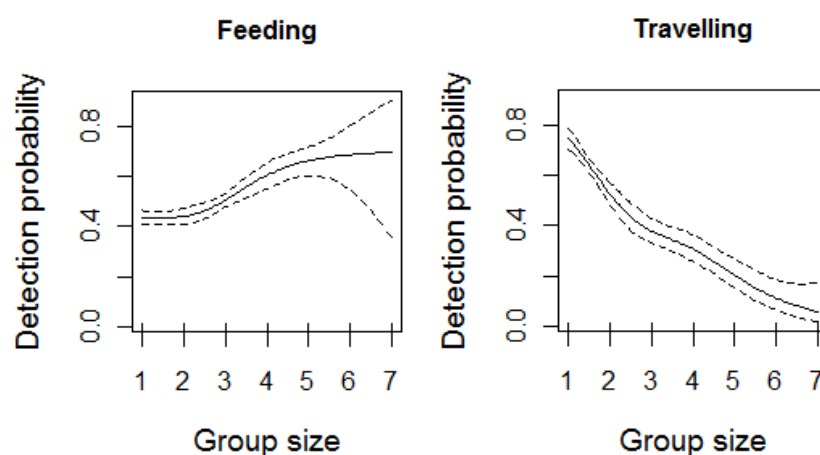 Feeding
Detection probability
0.8
0.4
0.0
1 2 3 4 5 6 7
Group size
Travelling
Detection probability
0.8
0.4
0.0
1 2 3 4 5 6 7
Group size